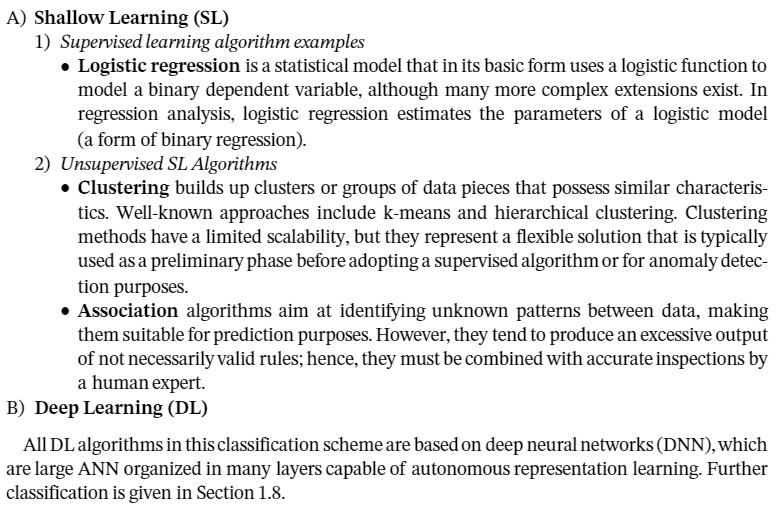 A) Shallow Learning (SL)
1) Supervised learning algorithm examples
• Logistic regression is a statistical model that in its basic form uses a logistic function to
model a binary dependent variable, although many more complex extensions exist. In
regression analysis, logistic regression estimates the parameters of a logistic model
(a form of binary regression).
2) Unsupervised SL Algorithms
• Clustering builds up clusters or groups of data pieces that possess similar characteris-
tics. Well-known approaches include k-means and hierarchical clustering. Clustering
methods have a limited scalability, but they represent a flexible solution that is typically
used as a preliminary phase before adopting a supervised algorithm or for anomaly detec-
tion purposes.
• Association algorithms aim at identifying unknown patterns between data, making
them suitable for prediction purposes. However, they tend to produce an excessive output
of not necessarily valid rules; hence, they must be combined with accurate inspections by
a human expert.
B) Deep Learning (DL)
All DL algorithms in this classification scheme are based on deep neural networks (DNN), which
are large ANN organized in many layers capable of autonomous representation learning. Further
classification is given in Section 1.8.